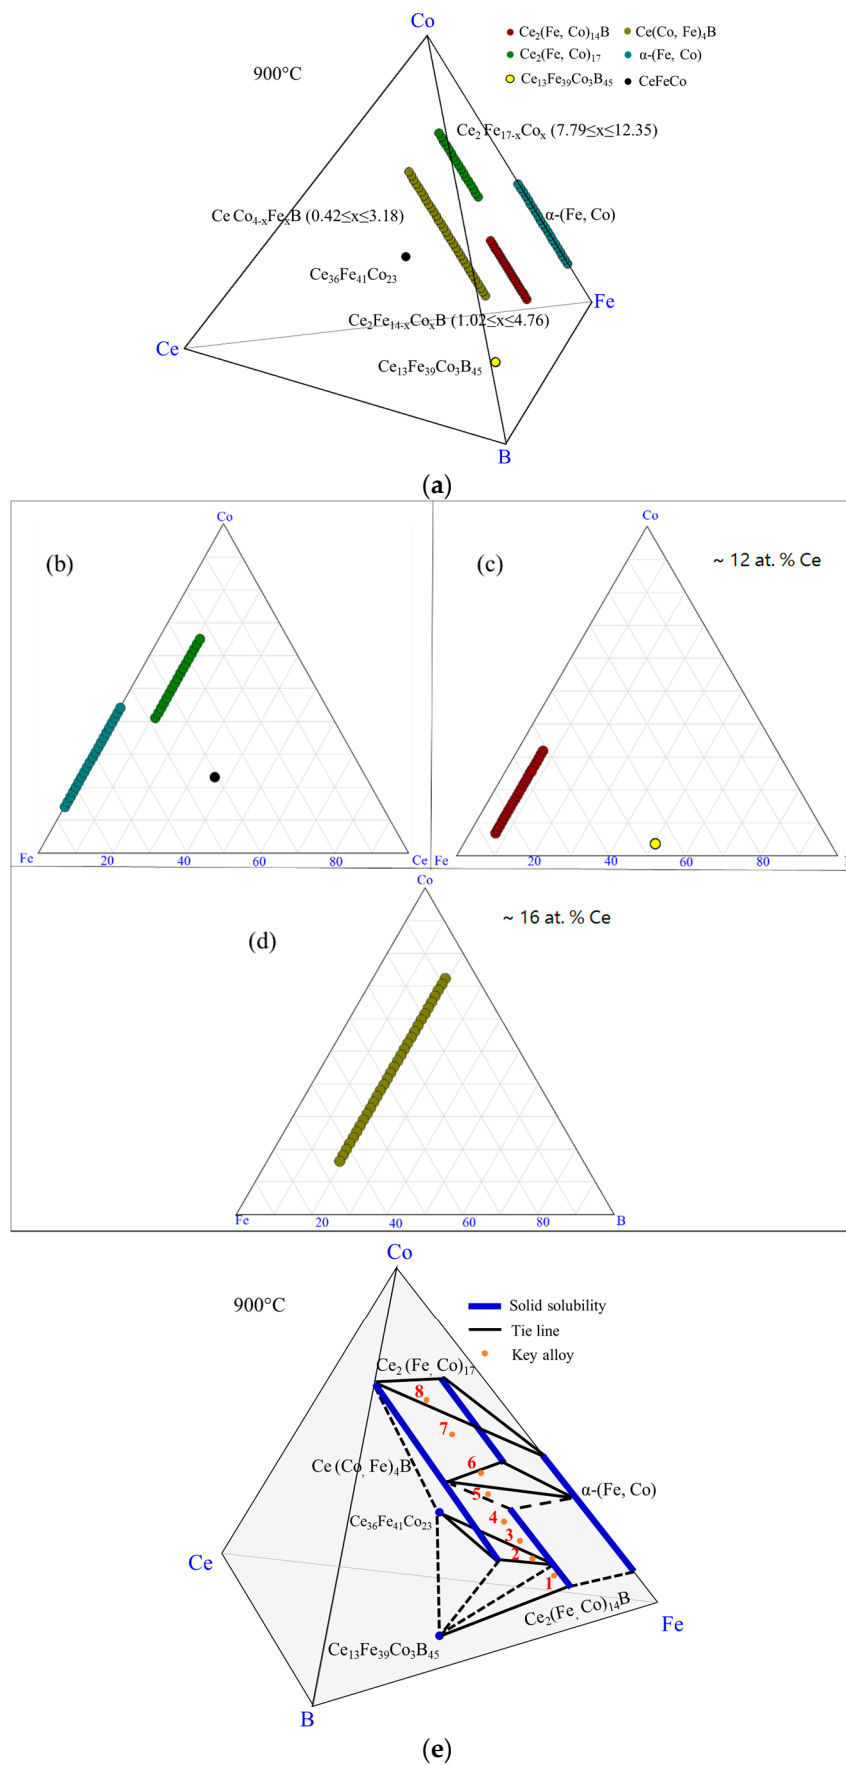 Co
900°C
Ce2(Fe, Co)14B
Ce(Co, Fe)4B
Ce2(Fe, Co)17
α-(Fe, Co)
Ce13Fe39Co3B45
CeFeCo
Ce2 Fe17-xCox (7.79≤x≤12.35)
Ce Co4-xFexB (0.42≤x≤3.18)
α-(Fe, Co)
Ce36Fe41Co23
Fe
Ce2Fe14-xCoxB (1.02≤x≤4.76)
Ce
Ce13Fe39Co3B45
B
(a)
Co
(b)
Fe
20
40
60
80
Ce
Co
(c)
~ 12 at. % Ce
Fe
20
40
60
80
Co
(d)
~ 16 at. % Ce
Fe
20
40
60
80
B
Co
900°C
Solid solubility
Tie line
Key alloy
Ce2 (Fe, Co)17
8
7
6
Ce (Co, Fe)4B
5
α-(Fe, Co)
4
Ce36Fe41Co23
3
2
Ce
1
Ce2(Fe, Co)14B
Fe
Ce13Fe39Co3B45
B
(e)